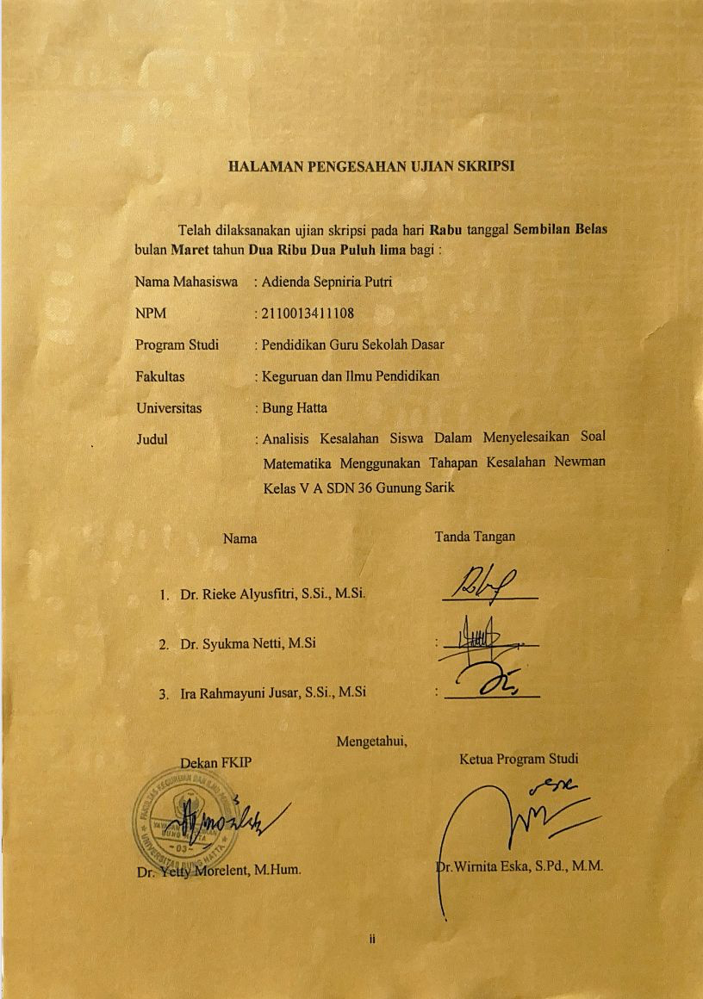 HALAMAN PENGESAHAN UJIAN SKRIPSI
Telah dilaksanakan ujian skripsi pada hari Rabu tanggal Sembilan Belas
bulan Maret tahun Dua Ribu Dua Puluh lima bagi :
Nama Mahasiswa : Adienda Sepniria Putri
NPM : 2110013411108
Program Studi : Pendidikan Guru Sekolah Dasar
Fakultas : Keguruan dan Ilmu Pendidikan
Universitas : Bung Hatta
Judul : Analisis Kesalahan Siswa Dalam Menyelesaikan Soal
Matematika Menggunakan Tahapan Kesalahan Newman
Kelas V A SDN 36 Gunung Sarik
Nama Tanda Tangan
1. Dr. Rieke Alyusfitri, S.Si., M.Si.
2. Dr. Syukma Netti, M.Si :
3. Ira Rahmayuni Jusar, S.Si., M.Si :
Mengetahui,
Dekan FKIP Ketua Program Studi
FAKULTAS KEGURUAN DAN ILMU
BUNG HATTA
-03-
UNIVERSITAS BUNG HATTA
Dr. Yetty Morelent, M.Hum. Dr.Wirnita Eska, S.Pd., M.M.
ii